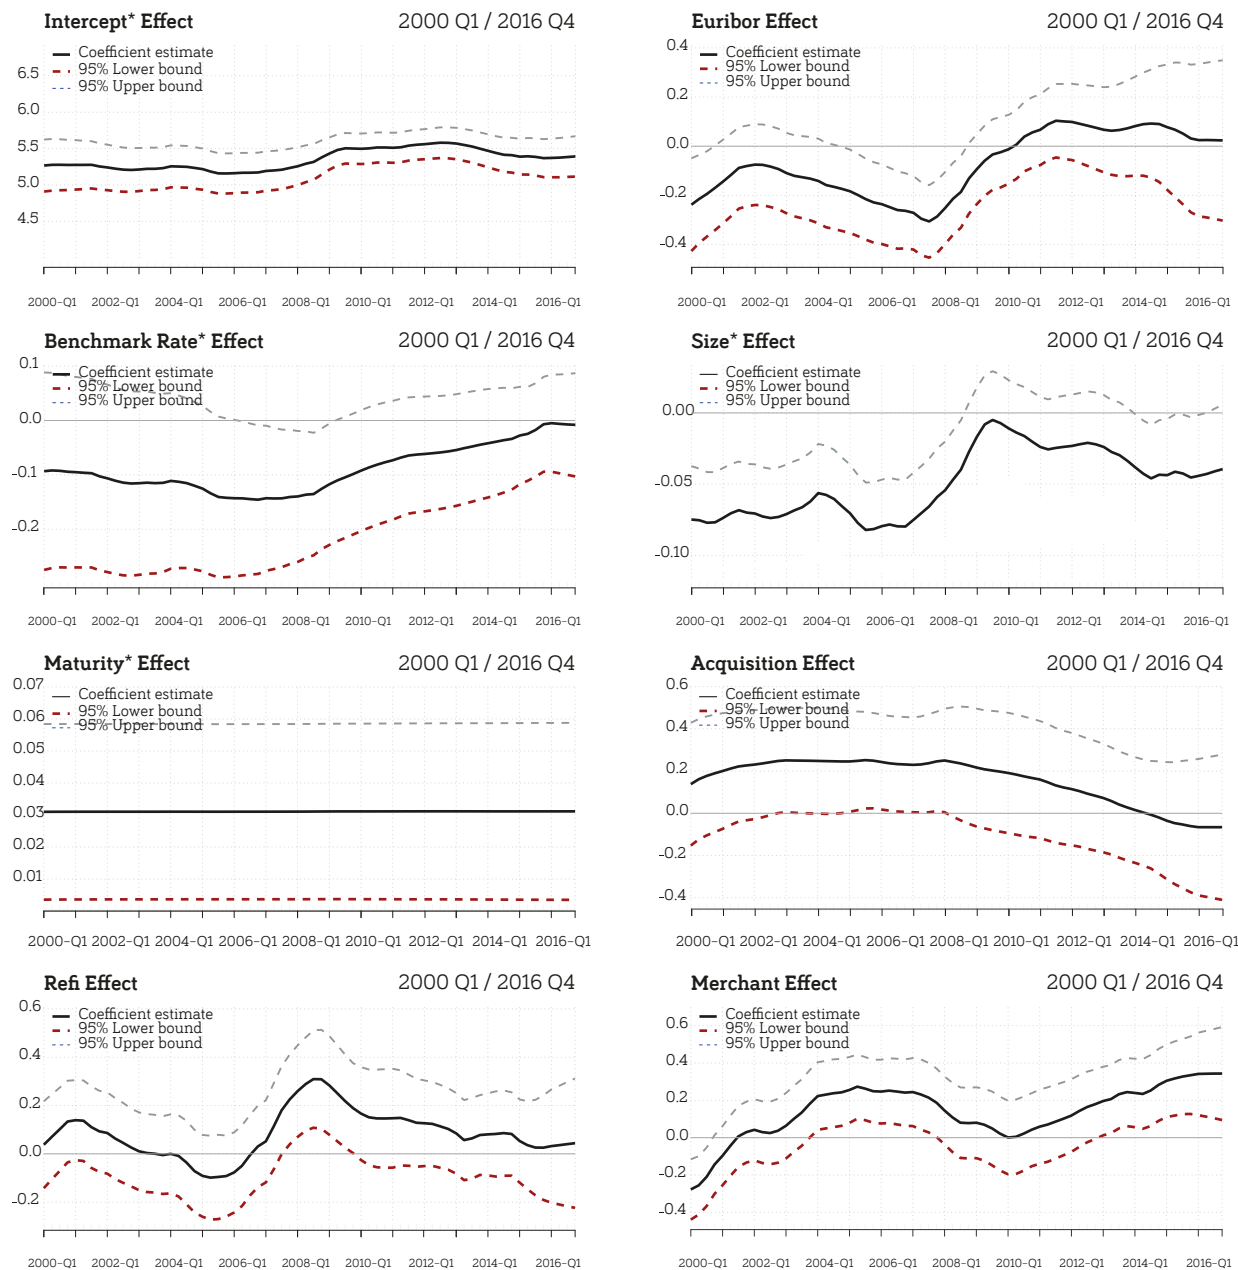 Intercept* Effect 2000 Q1 / 2016 Q4
Coefficient estimate
95% Lower bound
95% Upper bound
6.5
6.0
5.5
5.0
4.5
2000-Q1 2002-Q1 2004-Q1 2006-Q1 2008-Q1 2010-Q1 2012-Q1 2014-Q1 2016-Q1
Euribor Effect 2000 Q1 / 2016 Q4
Coefficient estimate
95% Lower bound
95% Upper bound
0.4
0.2
0.0
-0.2
-0.4
2000-Q1 2002-Q1 2004-Q1 2006-Q1 2008-Q1 2010-Q1 2012-Q1 2014-Q1 2016-Q1
Benchmark Rate* Effect 2000 Q1 / 2016 Q4
Coefficient estimate
95% Lower bound
95% Upper bound
0.1
0.0
-0.1
-0.2
2000-Q1 2002-Q1 2004-Q1 2006-Q1 2008-Q1 2010-Q1 2012-Q1 2014-Q1 2016-Q1
Size* Effect 2000 Q1 / 2016 Q4
Coefficient estimate
95% Lower bound
95% Upper bound
0.00
-0.05
-0.10
2000-Q1 2002-Q1 2004-Q1 2006-Q1 2008-Q1 2010-Q1 2012-Q1 2014-Q1 2016-Q1
Maturity* Effect 2000 Q1 / 2016 Q4
Coefficient estimate
95% Lower bound
95% Upper bound
0.07
0.06
0.05
0.04
0.03
0.02
0.01
2000-Q1 2002-Q1 2004-Q1 2006-Q1 2008-Q1 2010-Q1 2012-Q1 2014-Q1 2016-Q1
Acquisition Effect 2000 Q1 / 2016 Q4
Coefficient estimate
95% Lower bound
95% Upper bound
0.6
0.4
0.2
0.0
-0.2
-0.4
2000-Q1 2002-Q1 2004-Q1 2006-Q1 2008-Q1 2010-Q1 2012-Q1 2014-Q1 2016-Q1
Refi Effect 2000 Q1 / 2016 Q4
Coefficient estimate
95% Lower bound
95% Upper bound
0.6
0.4
0.2
0.0
-0.2
2000-Q1 2002-Q1 2004-Q1 2006-Q1 2008-Q1 2010-Q1 2012-Q1 2014-Q1 2016-Q1
Merchant Effect 2000 Q1 / 2016 Q4
Coefficient estimate
95% Lower bound
95% Upper bound
0.6
0.4
0.2
0.0
-0.2
-0.4
2000-Q1 2002-Q1 2004-Q1 2006-Q1 2008-Q1 2010-Q1 2012-Q1 2014-Q1 2016-Q1